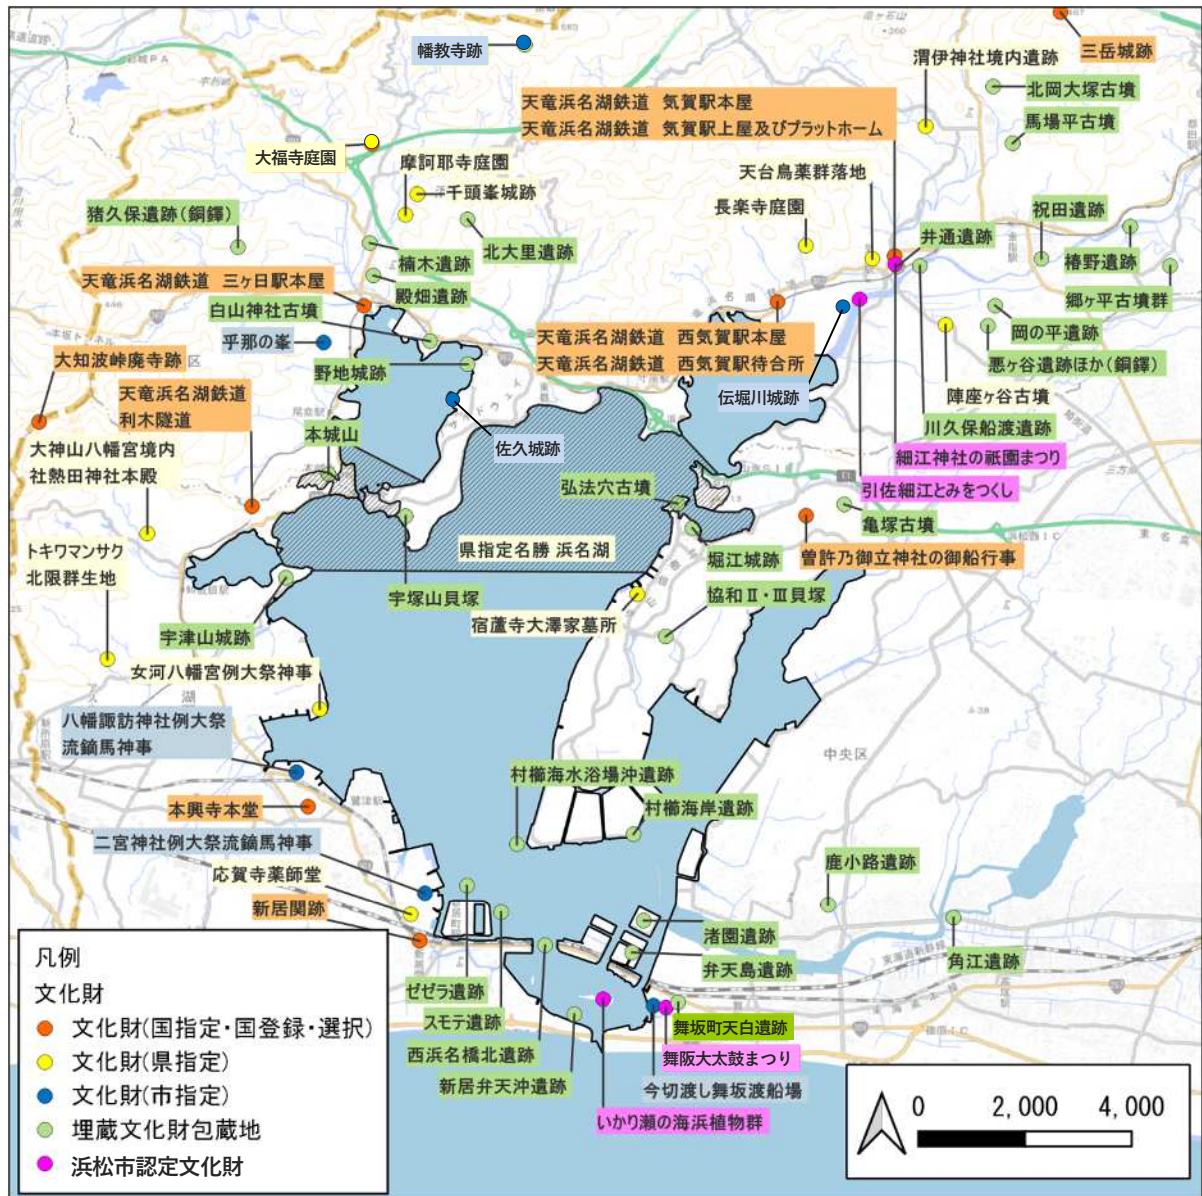 幡教寺跡
三岳城跡
渭伊神社境内遺跡
北岡大塚古墳
馬場平古墳
天竜浜名湖鉄道 気賀駅本屋
天竜浜名湖鉄道 気賀駅上屋及びプラットホーム
大福寺庭園
摩訶耶寺庭園
千頭峯城跡
天台烏薬群落地
長楽寺庭園
猪久保遺跡(銅鐸)
北大里遺跡
楠木遺跡
井通遺跡
祝田遺跡
椿野遺跡
郷ヶ平古墳群
天竜浜名湖鉄道 三ヶ日駅本屋
殿畑遺跡
白山神社古墳
乎那の峯
野地城跡
天竜浜名湖鉄道 西気賀駅本屋
天竜浜名湖鉄道 西気賀駅待合所
岡の平遺跡
悪ヶ谷遺跡ほか(銅鐸)
大知波峠廃寺跡
天竜浜名湖鉄道
利木隧道
伝堀川城跡
陣座ヶ谷古墳
川久保船渡遺跡
佐久城跡
本城山
大神山八幡宮境内
社熱田神社本殿
細江神社の祇園まつり
引佐細江とみをつくし
弘法穴古墳
亀塚古墳
県指定名勝 浜名湖
堀江城跡
曽許乃御立神社の御船行事
トキワマンサク
北限群生地
宇塚山貝塚
協和Ⅱ・Ⅲ貝塚
宿蘆寺大澤家墓所
宇津山城跡
女河八幡宮例大祭神事
八幡諏訪神社例大祭
流鏑馬神事
中央区
村櫛海水浴場沖遺跡
村櫛海岸遺跡
本興寺本堂
二宮神社例大祭流鏑馬神事
応賀寺薬師堂
新居関跡
鹿小路遺跡
渚園遺跡
弁天島遺跡
角江遺跡
東海道新幹線
ゼゼラ遺跡
スモテ遺跡
西浜名橋北遺跡
新居弁天沖遺跡
舞坂町天白遺跡
舞阪大太鼓まつり
今切渡し舞坂渡船場
いかり瀬の海浜植物群
凡例
文化財
文化財(国指定・国登録・選択)
文化財(県指定)
文化財(市指定)
埋蔵文化財包蔵地
浜松市認定文化財
0 2,000 4,000